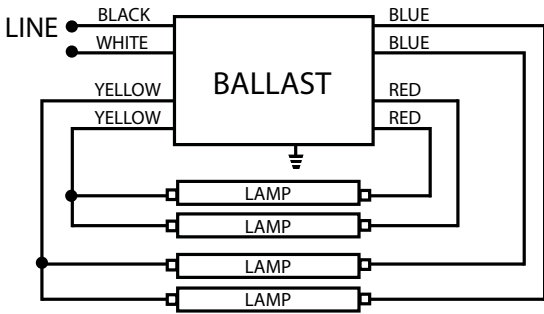 LINE
BLACK
WHITE
YELLOW
YELLOW
BALLAST
BLUE
BLUE
RED
RED
LAMP
LAMP
LAMP
LAMP